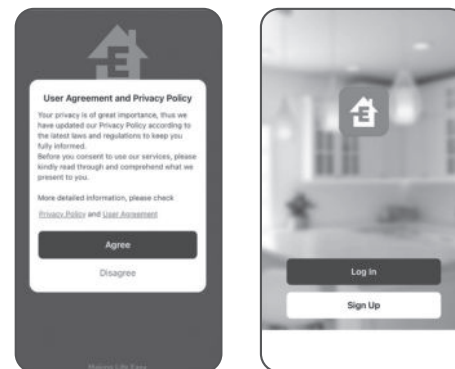 User Agreement and Privacy Policy
Your privacy is of great importance, thus we
have updated our Privacy Policy according to
the latest laws and regulations to keep you
fully informed.
Before you consent to use our services, please
kindly read through and comprehend what we
present to you.
More detailed information, please check
Privacy Policy and User Agreement
Agree
Disagree
Making Life Easy
Log In
Sign Up